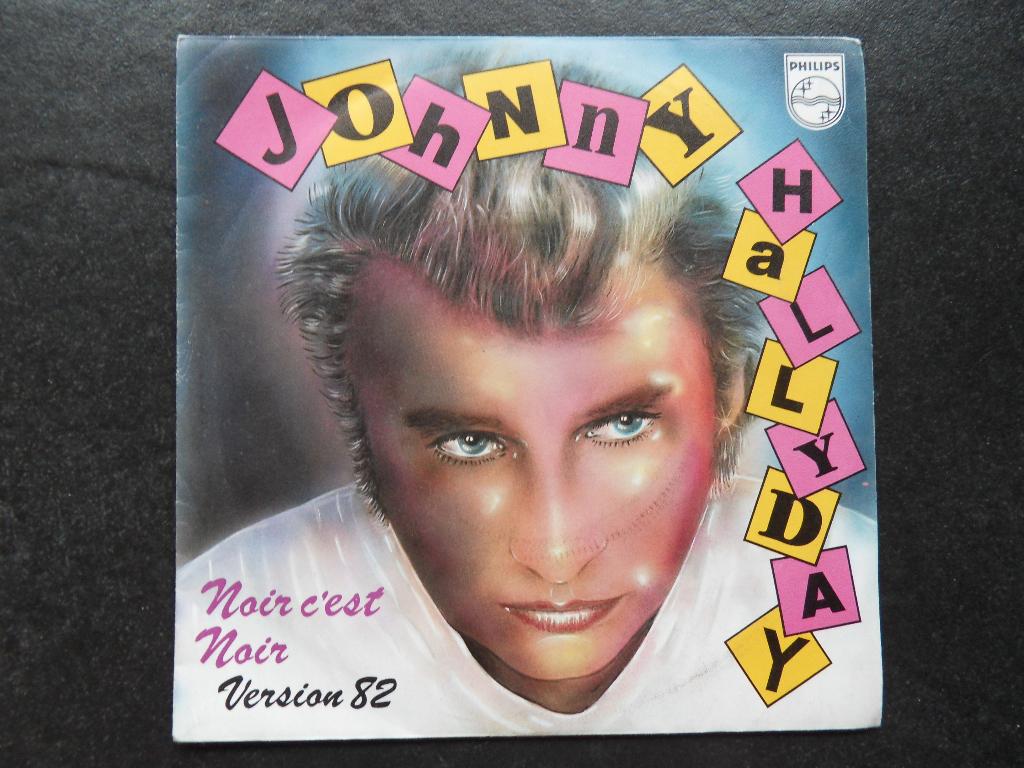 JohNny
HaLLYDAY
PHILIPS
Noir c'est
Noir
Version 82